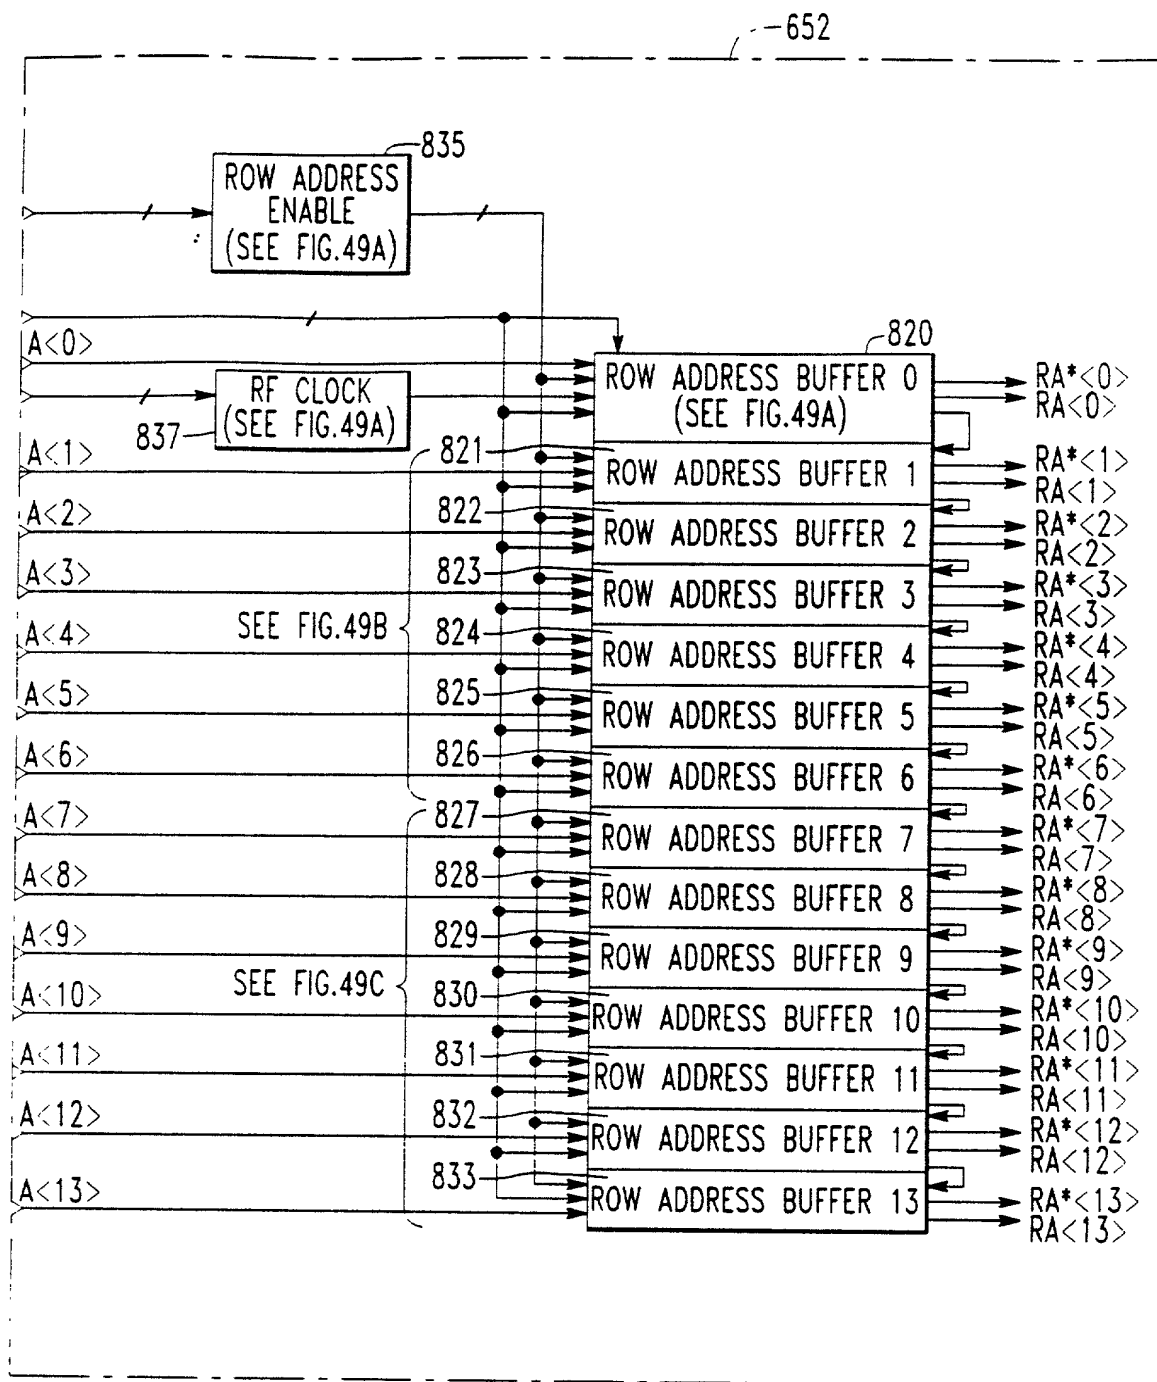 652
835
ROW ADDRESS
ENABLE
(SEE FIG.49A)
A<0>
820
ROW ADDRESS BUFFER 0
(SEE FIG.49A)
RA*<0>
RA<0>
RF CLOCK
(SEE FIG.49A)
837
A<1>
821
ROW ADDRESS BUFFER 1
RA*<1>
RA<1>
A<2>
822
ROW ADDRESS BUFFER 2
RA*<2>
RA<2>
A<3>
823
ROW ADDRESS BUFFER 3
RA*<3>
RA<3>
SEE FIG.49B
A<4>
824
ROW ADDRESS BUFFER 4
RA*<4>
RA<4>
A<5>
825
ROW ADDRESS BUFFER 5
RA*<5>
RA<5>
A<6>
826
ROW ADDRESS BUFFER 6
RA*<6>
RA<6>
A<7>
827
ROW ADDRESS BUFFER 7
RA*<7>
RA<7>
A<8>
828
ROW ADDRESS BUFFER 8
RA*<8>
RA<8>
A<9>
829
ROW ADDRESS BUFFER 9
RA*<9>
RA<9>
SEE FIG.49C
A<10>
830
ROW ADDRESS BUFFER 10
RA*<10>
RA<10>
A<11>
831
ROW ADDRESS BUFFER 11
RA*<11>
RA<11>
A<12>
832
ROW ADDRESS BUFFER 12
RA*<12>
RA<12>
A<13>
833
ROW ADDRESS BUFFER 13
RA*<13>
RA<13>